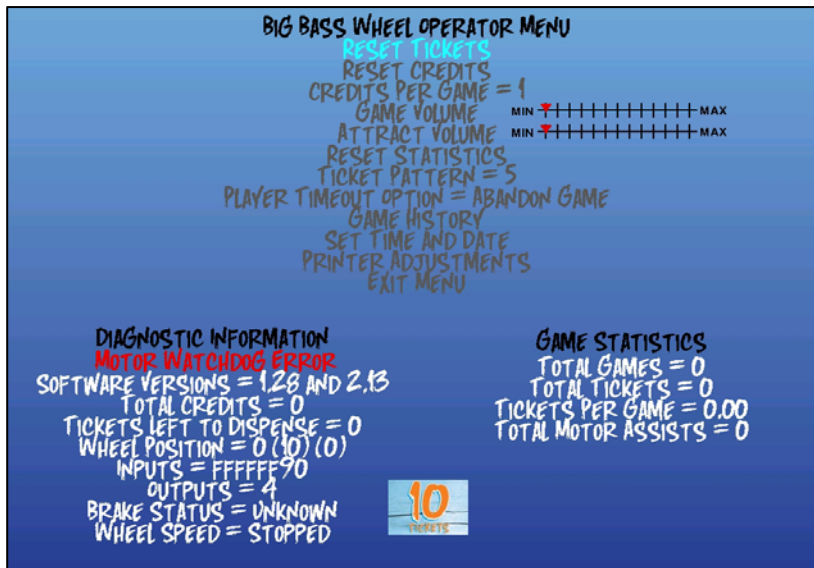 BIG BASS WHEEL OPERATOR MENU
RESET TICKETS
RESET CREDITS
CREDITS PER GAME = 1
GAME VOLUME MIN MAX
ATTRACT VOLUME MIN MAX
RESET STATISTICS
TICKET PATTERN = 5
PLAYER TIMEOUT OPTION = ABANDON GAME
GAME HISTORY
SET TIME AND DATE
PRINTER ADJUSTMENTS
EXIT MENU
DIAGNOSTIC INFORMATION
MOTOR WATCHDOG ERROR
SOFTWARE VERSIONS = 1.28 AND 2.13
TOTAL CREDITS = 0
TICKETS LEFT TO DISPENSE = 0
WHEEL POSITION = 0 (10) (0)
INPUTS = FFFFFF90
OUTPUTS = 4
BRAKE STATUS = UNKNOWN
WHEEL SPEED = STOPPED
10
TICKETS
GAME STATISTICS
TOTAL GAMES = 0
TOTAL TICKETS = 0
TICKETS PER GAME = 0.00
TOTAL MOTOR ASSISTS = 0